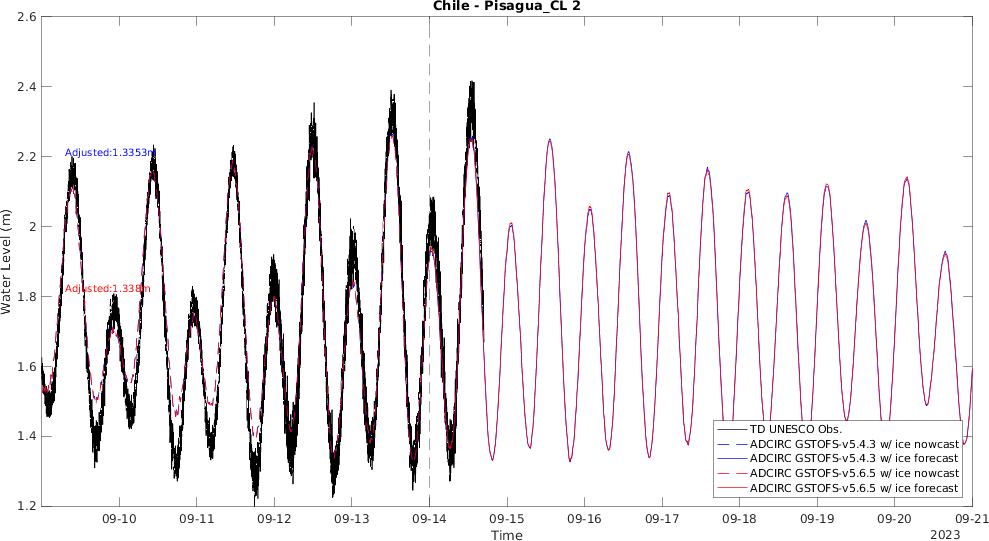 Chile - Pisagua_CL 2
2.6
2.4
2.2
2
1.8
1.6
1.4
1.2
Water Level (m)
Adjusted:1.3353m
Adjusted:1.338m
TD UNESCO Obs.
ADCIRC GSTOFS-v5.4.3 w/ ice nowcast
ADCIRC GSTOFS-v5.4.3 w/ ice forecast
ADCIRC GSTOFS-v5.6.5 w/ ice nowcast
ADCIRC GSTOFS-v5.6.5 w/ ice forecast
09-10 09-11 09-12 09-13 09-14 09-15 09-16 09-17 09-18 09-19 09-20 09-21
Time
2023